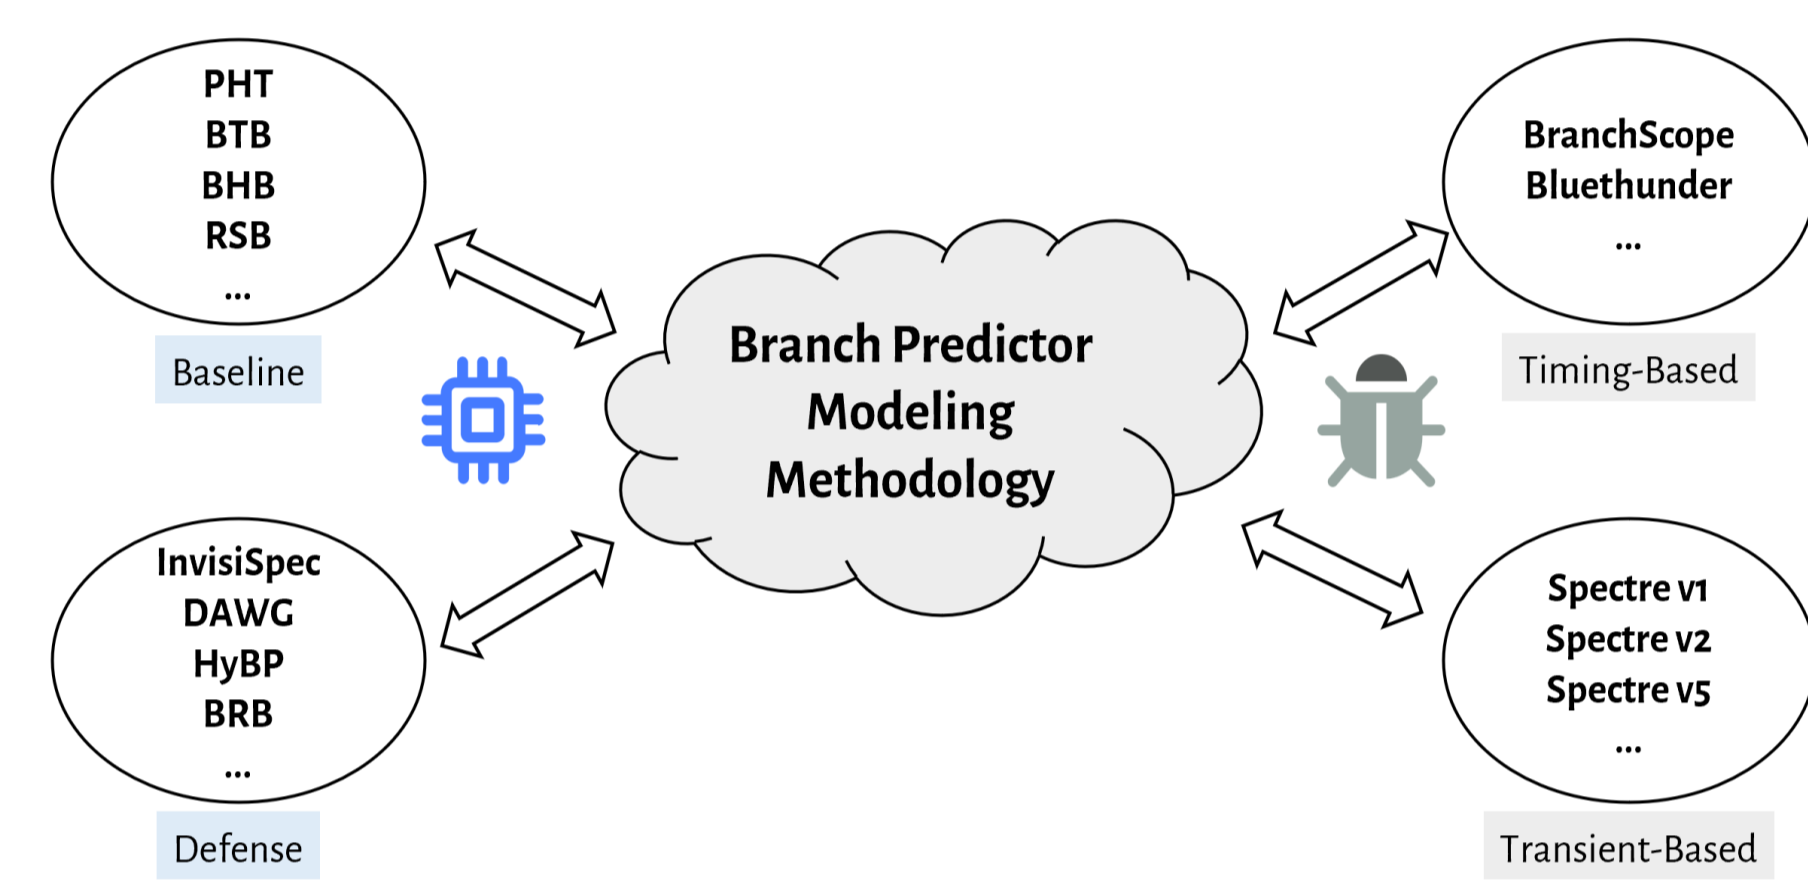 PHT
BTB
BHB
RSB
...
Baseline
InvisiSpec
DAWG
HyBP
BRB
...
Defense
Branch Predictor
Modeling
Methodology
BranchScope
Bluethunder
...
Timing-Based
Spectre v1
Spectre v2
Spectre v5
...
Transient-Based